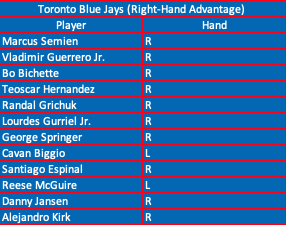 Toronto Blue Jays (Right-Hand Advantage)
Player Hand
Marcus Semien R
Vladimir Guerrero Jr. R
Bo Bichette R
Teoscar Hernandez R
Randal Grichuk R
Lourdes Gurriel Jr. R
George Springer R
Cavan Biggio L
Santiago Espinal R
Reese McGuire L
Danny Jansen R
Alejandro Kirk R